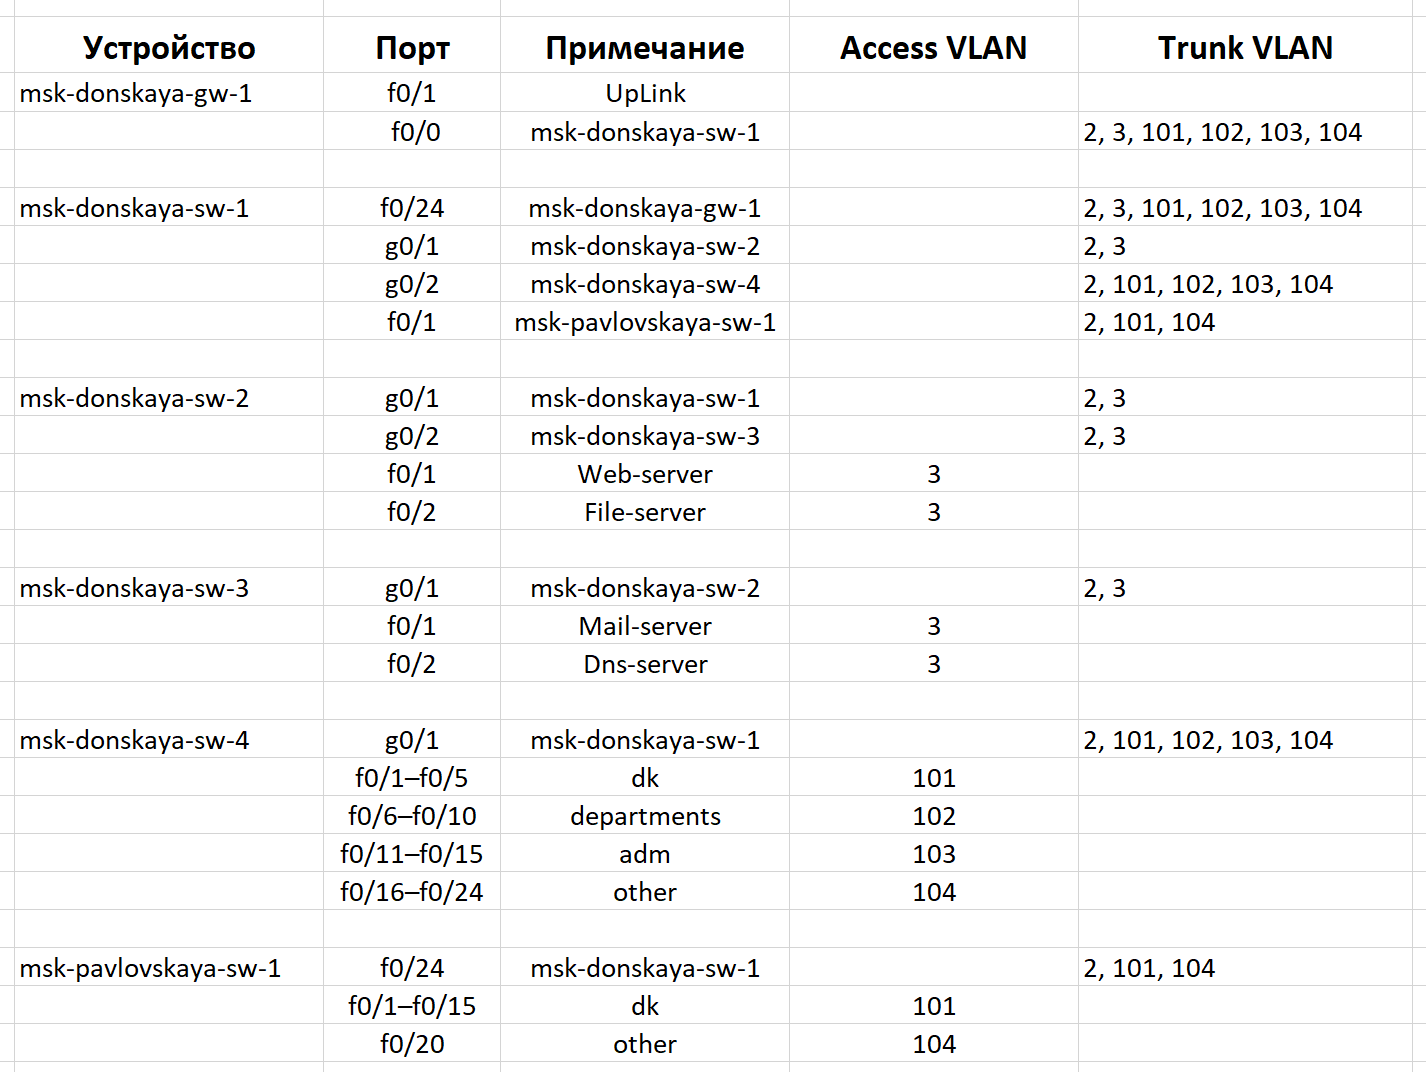 Устройство Порт Примечание Access VLAN Trunk VLAN
msk-donskaya-gw-1 f0/1 UpLink
f0/0 msk-donskaya-sw-1 2, 3, 101, 102, 103, 104
msk-donskaya-sw-1 f0/24 msk-donskaya-gw-1 2, 3, 101, 102, 103, 104
g0/1 msk-donskaya-sw-2 2, 3
g0/2 msk-donskaya-sw-4 2, 101, 102, 103, 104
f0/1 msk-pavlovskaya-sw-1 2, 101, 104
msk-donskaya-sw-2 g0/1 msk-donskaya-sw-1 2, 3
g0/2 msk-donskaya-sw-3 2, 3
f0/1 Web-server 3
f0/2 File-server 3
msk-donskaya-sw-3 g0/1 msk-donskaya-sw-2 2, 3
f0/1 Mail-server 3
f0/2 Dns-server 3
msk-donskaya-sw-4 g0/1 msk-donskaya-sw-1 2, 101, 102, 103, 104
f0/1–f0/5 dk 101
f0/6–f0/10 departments 102
f0/11–f0/15 adm 103
f0/16–f0/24 other 104
msk-pavlovskaya-sw-1 f0/24 msk-donskaya-sw-1 2, 101, 104
f0/1–f0/15 dk 101
f0/20 other 104